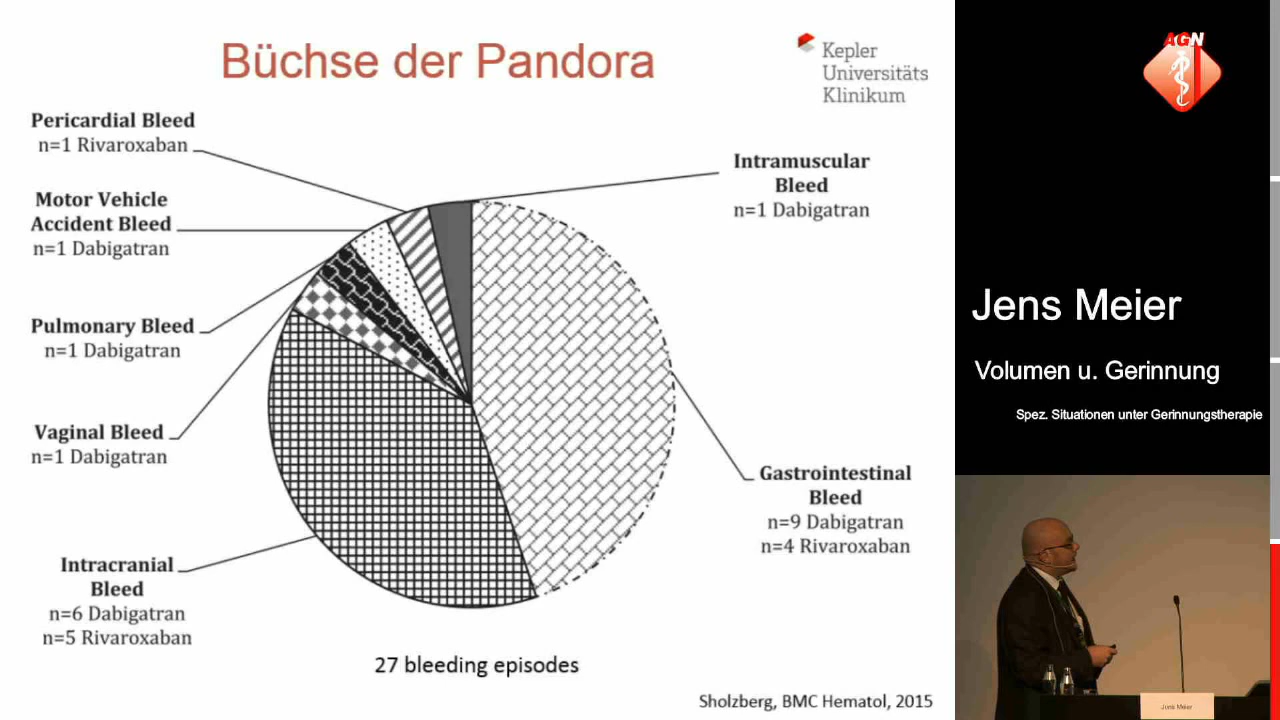 Büchse der Pandora
Kepler
Universitäts
Klinikum
Pericardial Bleed
n=1 Rivaroxaban
Motor Vehicle
Accident Bleed
n=1 Dabigatran
Pulmonary Bleed
n=1 Dabigatran
Vaginal Bleed
n=1 Dabigatran
Intracranial
Bleed
n=6 Dabigatran
n=5 Rivaroxaban
Intramuscular
Bleed
n=1 Dabigatran
Gastrointestinal
Bleed
n=9 Dabigatran
n=4 Rivaroxaban
27 bleeding episodes
Sholzberg, BMC Hematol, 2015
AGN
Jens Meier
Volumen u. Gerinnung
Spez. Situationen unter Gerinnungstherapie
Jens Meier